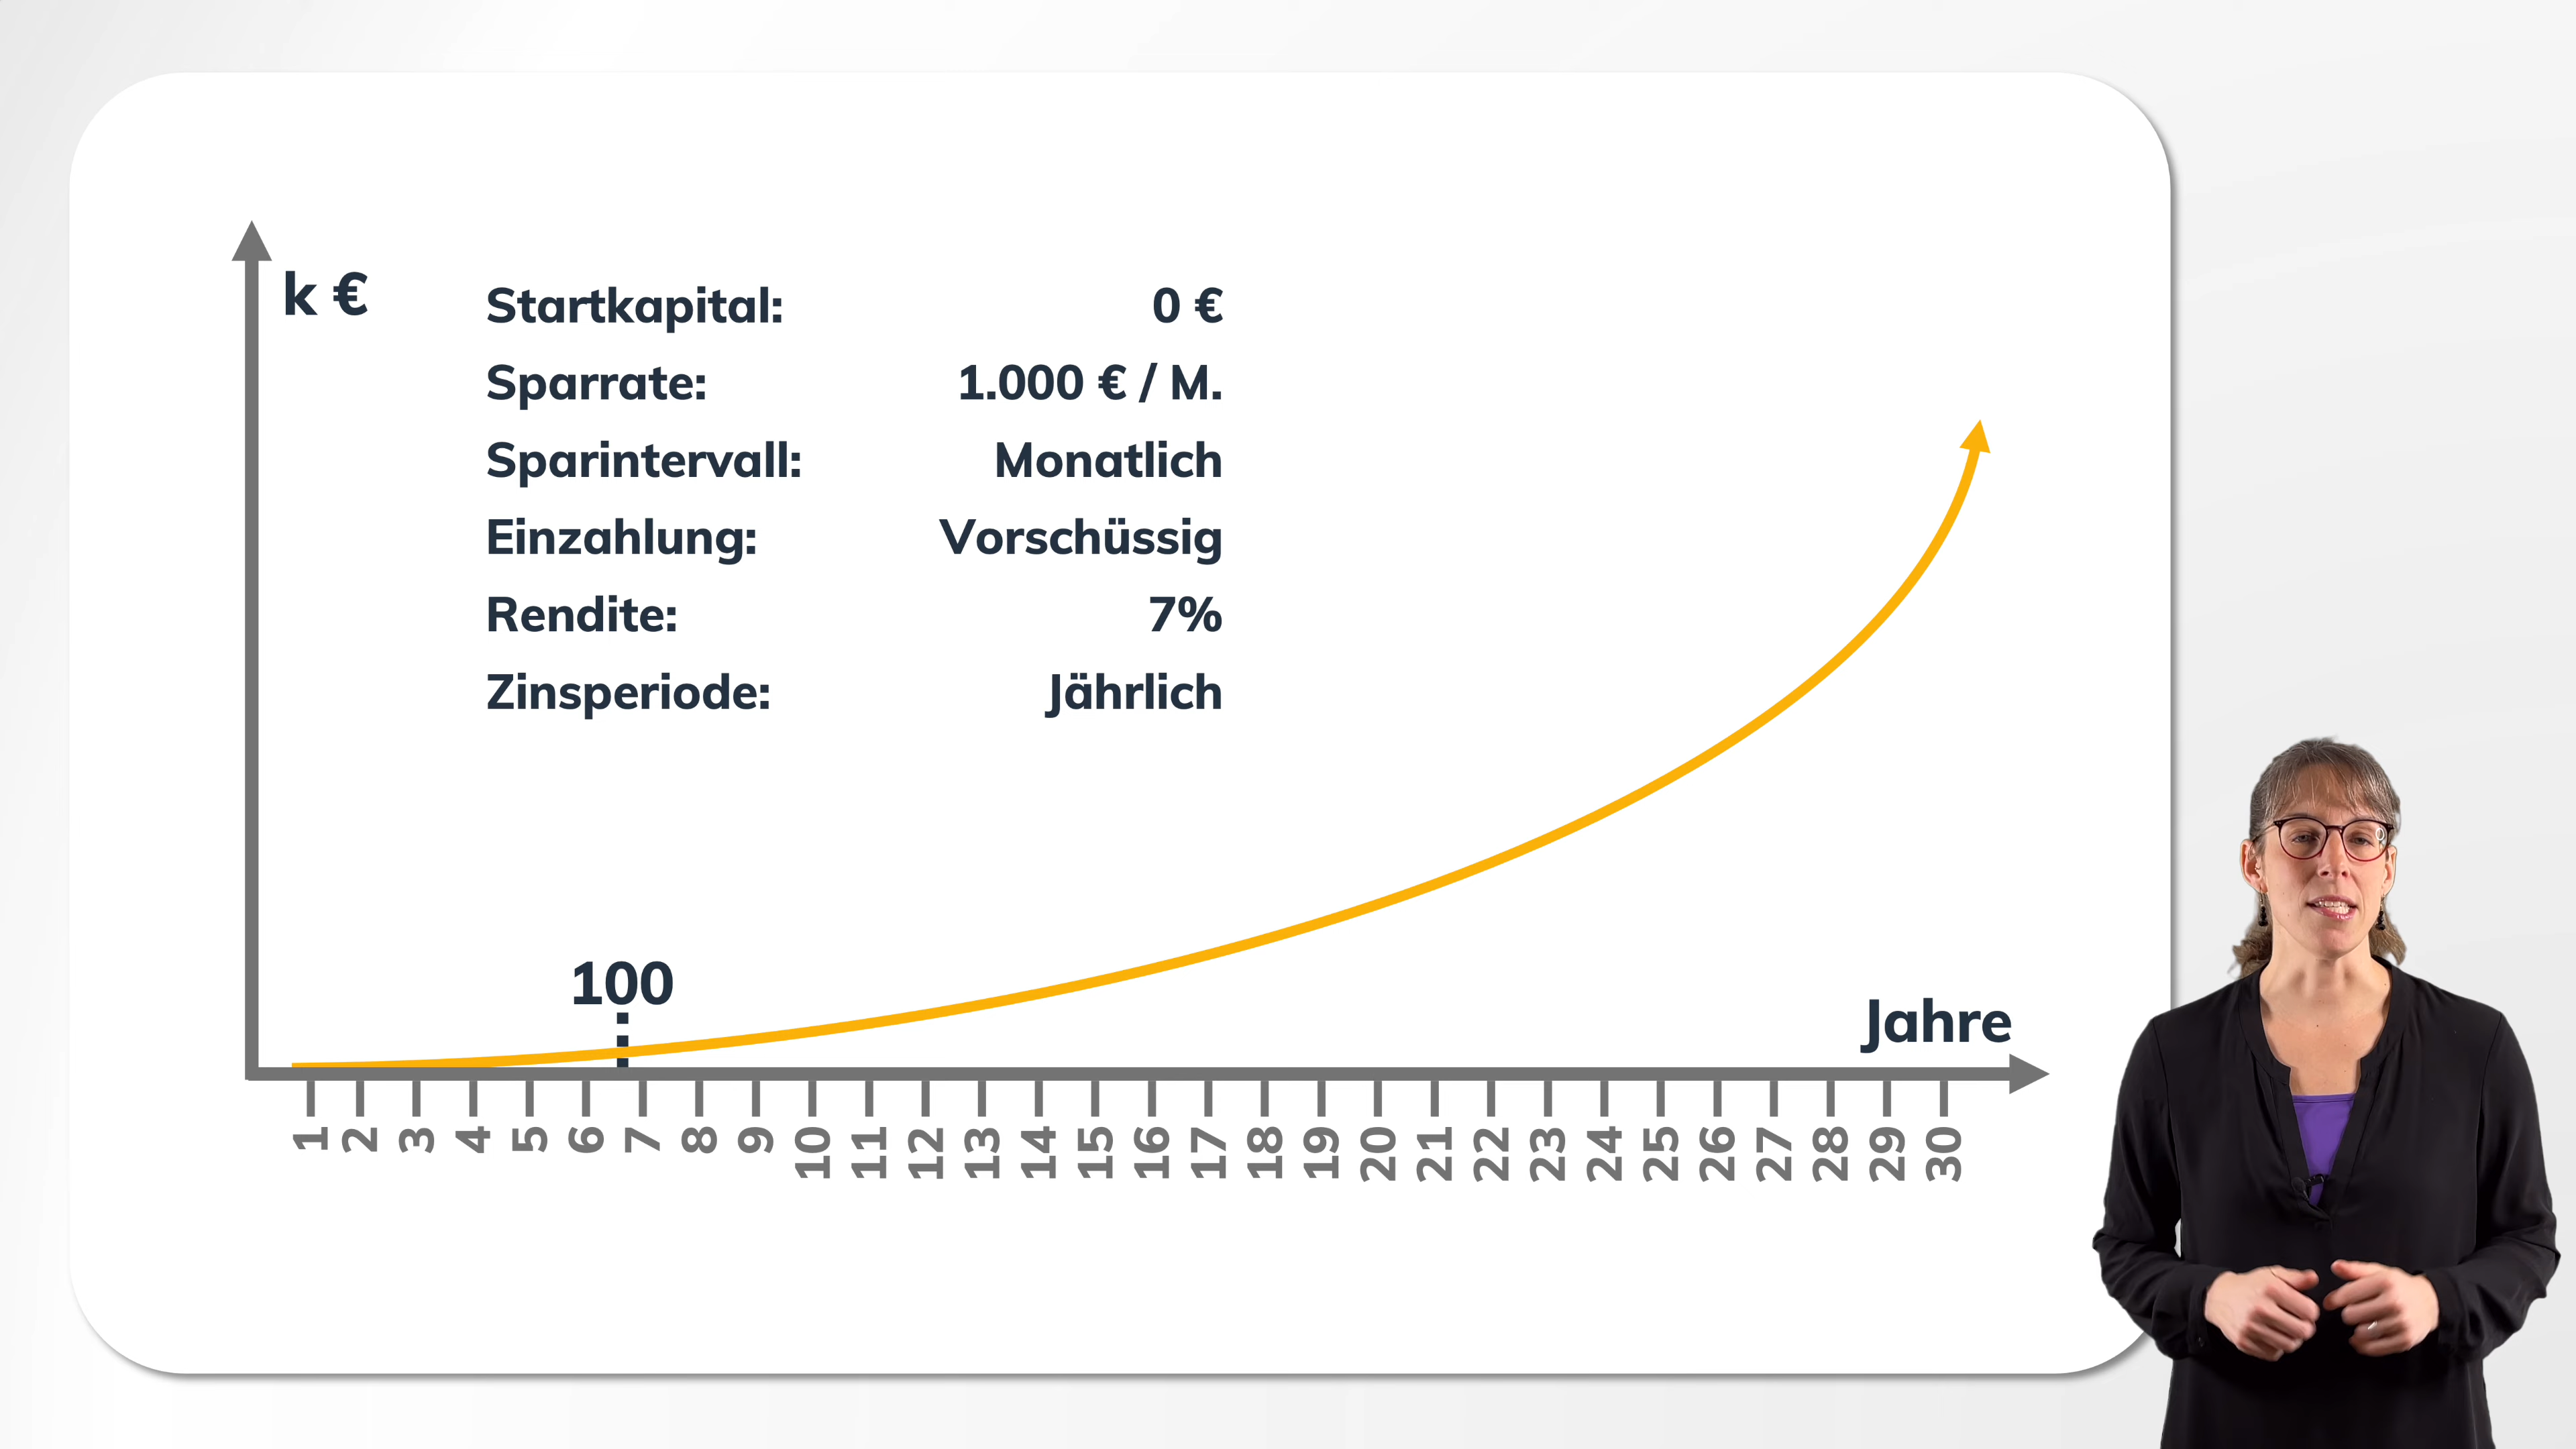 k €
Startkapital: 0 €
Sparrate: 1.000 € / M.
Sparintervall: Monatlich
Einzahlung: Vorschüssig
Rendite: 7%
Zinsperiode: Jährlich
100
Jahre
1 2 3 4 5 6 7 8 9 10 11 12 13 14 15 16 17 18 19 20 21 22 23 24 25 26 27 28 29 30